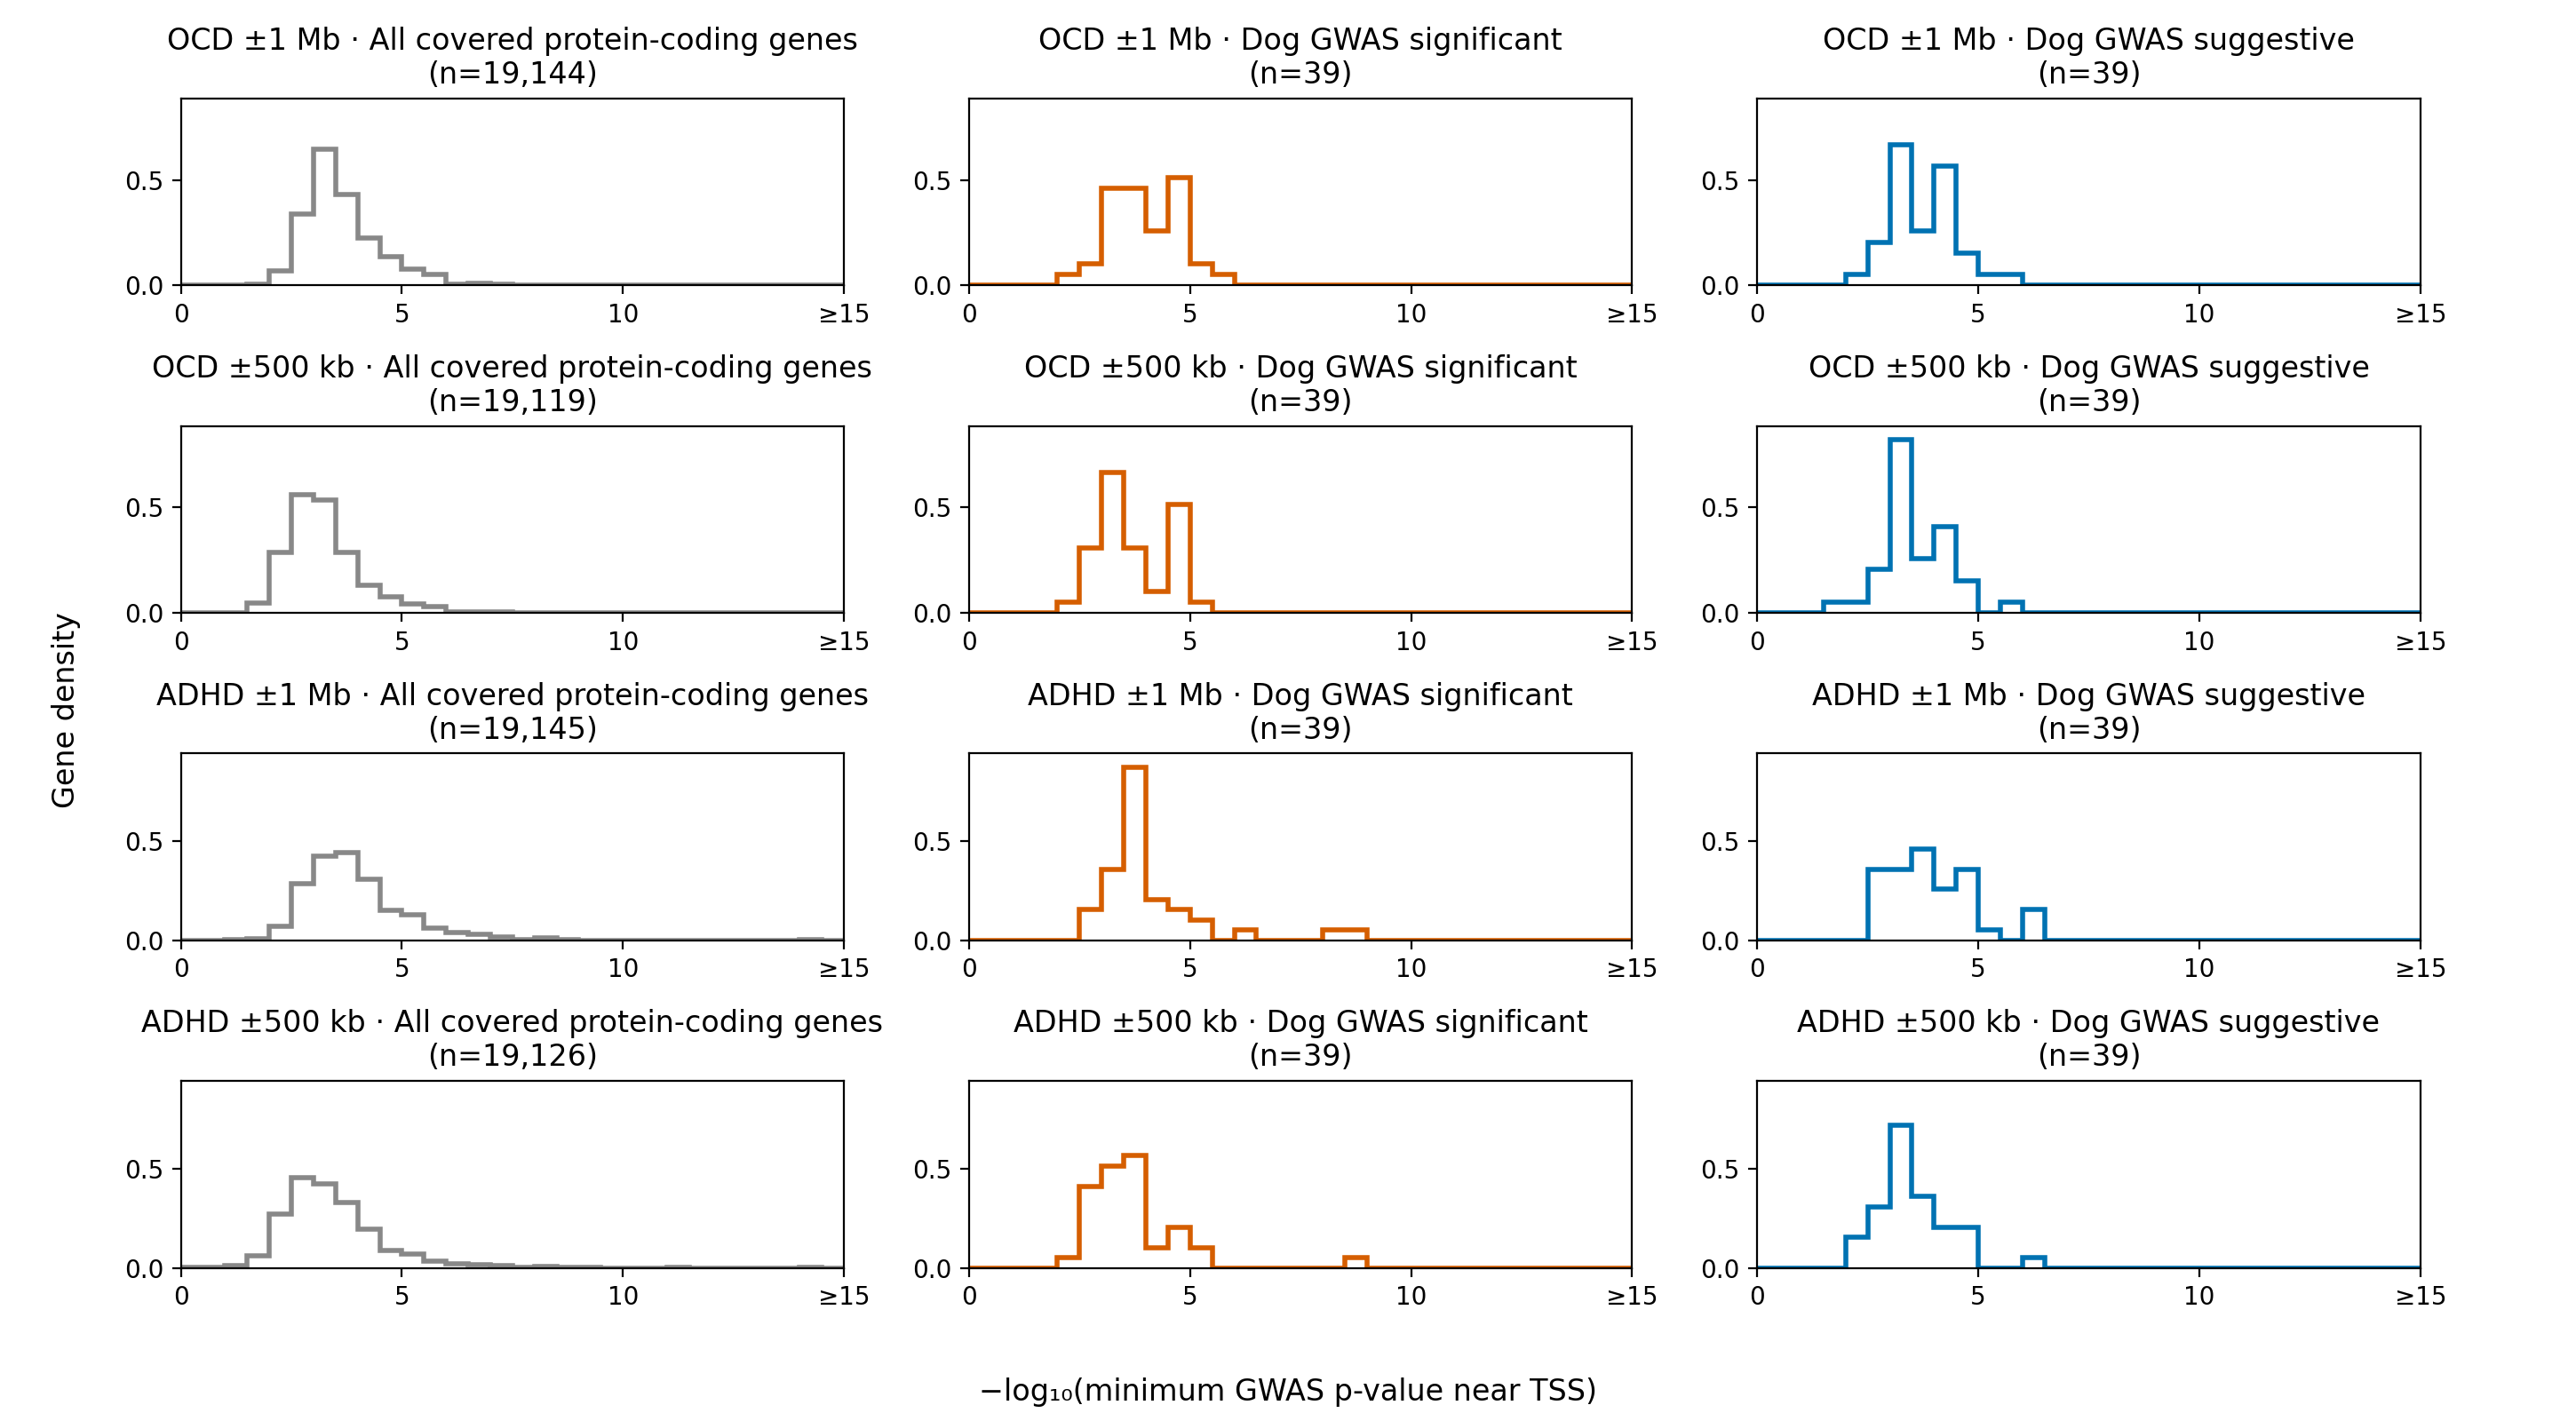 OCD ±1 Mb · All covered protein-coding genes
(n=19,144)
OCD ±1 Mb · Dog GWAS significant
(n=39)
OCD ±1 Mb · Dog GWAS suggestive
(n=39)
0.5
0.0
0 5 10 ≥15
0.5
0.0
0 5 10 ≥15
0.5
0.0
0 5 10 ≥15
OCD ±500 kb · All covered protein-coding genes
(n=19,119)
OCD ±500 kb · Dog GWAS significant
(n=39)
OCD ±500 kb · Dog GWAS suggestive
(n=39)
0.5
0.0
0 5 10 ≥15
0.5
0.0
0 5 10 ≥15
0.5
0.0
0 5 10 ≥15
Gene density
ADHD ±1 Mb · All covered protein-coding genes
(n=19,145)
ADHD ±1 Mb · Dog GWAS significant
(n=39)
ADHD ±1 Mb · Dog GWAS suggestive
(n=39)
0.5
0.0
0 5 10 ≥15
0.5
0.0
0 5 10 ≥15
0.5
0.0
0 5 10 ≥15
ADHD ±500 kb · All covered protein-coding genes
(n=19,126)
ADHD ±500 kb · Dog GWAS significant
(n=39)
ADHD ±500 kb · Dog GWAS suggestive
(n=39)
0.5
0.0
0 5 10 ≥15
0.5
0.0
0 5 10 ≥15
0.5
0.0
0 5 10 ≥15
−log₁₀(minimum GWAS p-value near TSS)